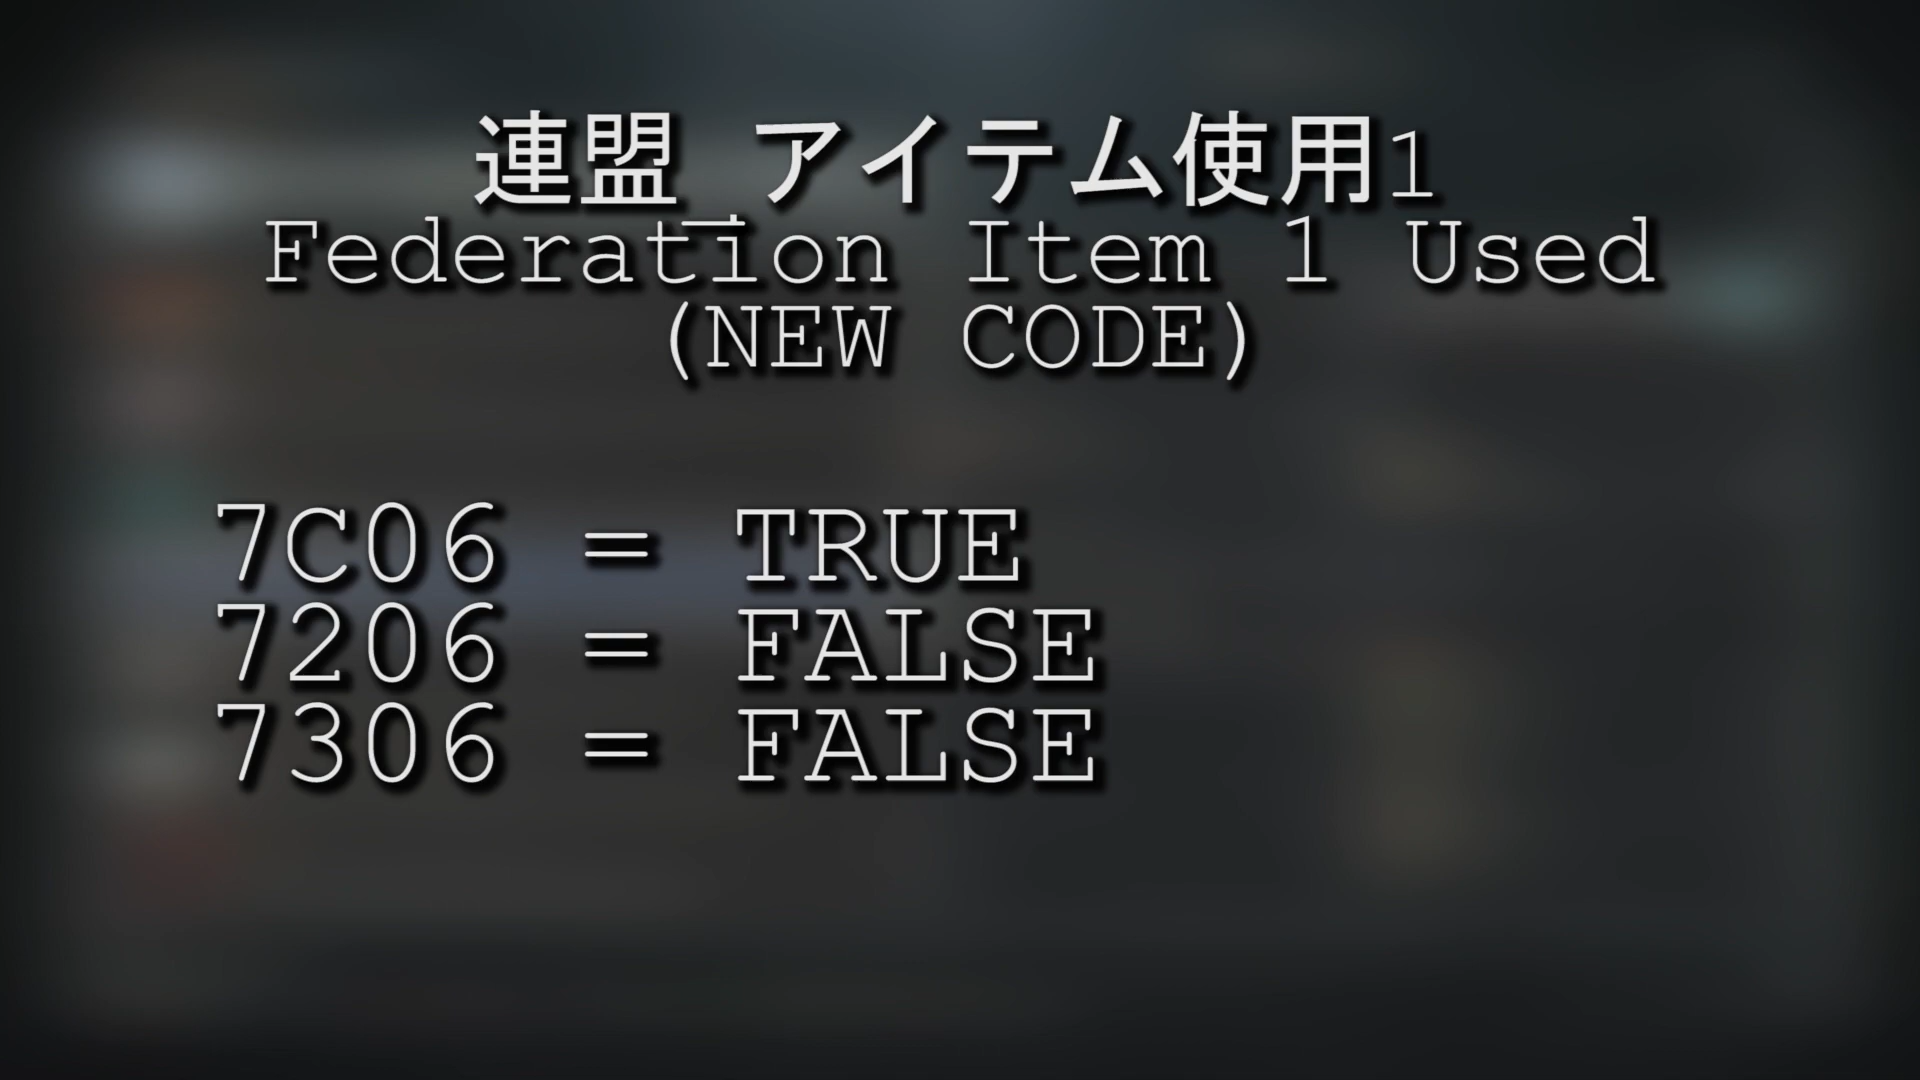 連盟_アイテム使用1
Federation Item 1 Used
(NEW CODE)
7C06 = TRUE
7206 = FALSE
7306 = FALSE